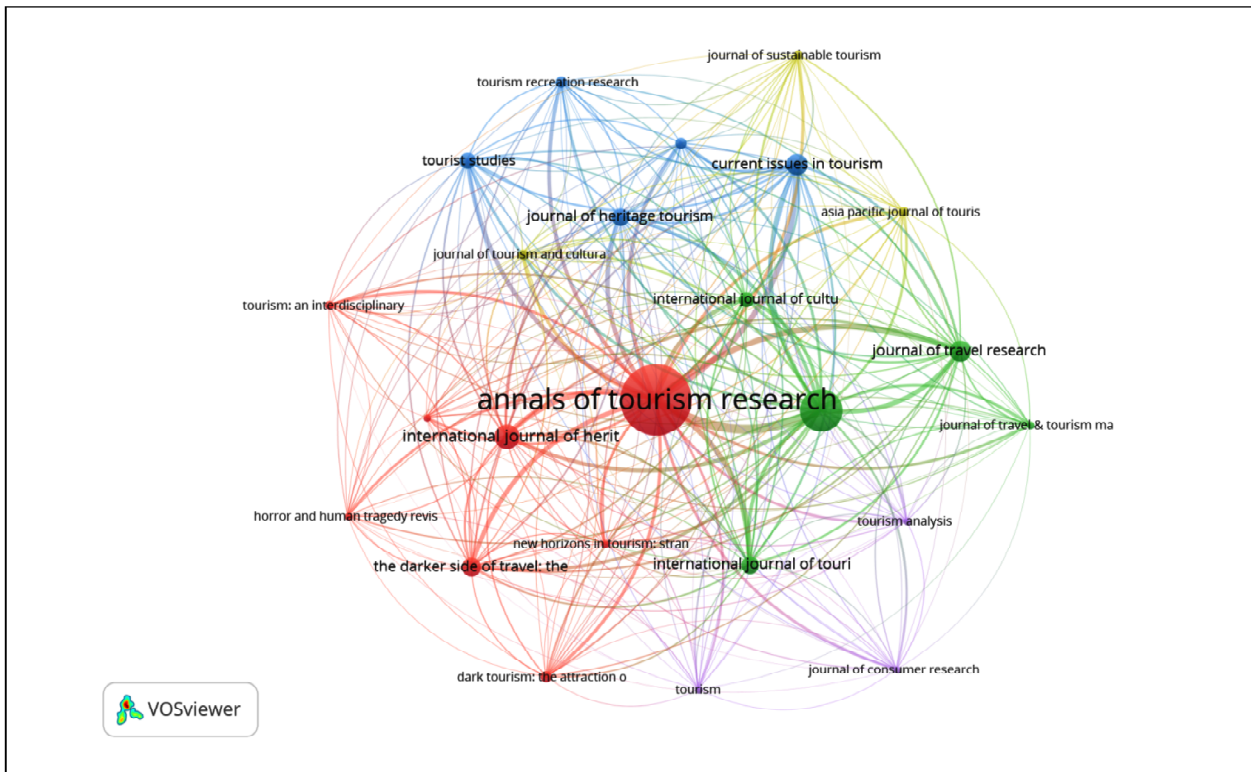 journal of sustainable tourism
tourism recreation research
tourist studies
current issues in tourism
journal of heritage tourism
asia pacific journal of touris
journal of tourism and cultura
international journal of cultu
tourism: an interdisciplinary
journal of travel research
annals of tourism research
journal of travel & tourism ma
international journal of herit
horror and human tragedy revis
tourism analysis
new horizons in tourism: stran
the darker side of travel: the
international journal of touri
journal of consumer research
dark tourism: the attraction o
tourism
VOSviewer